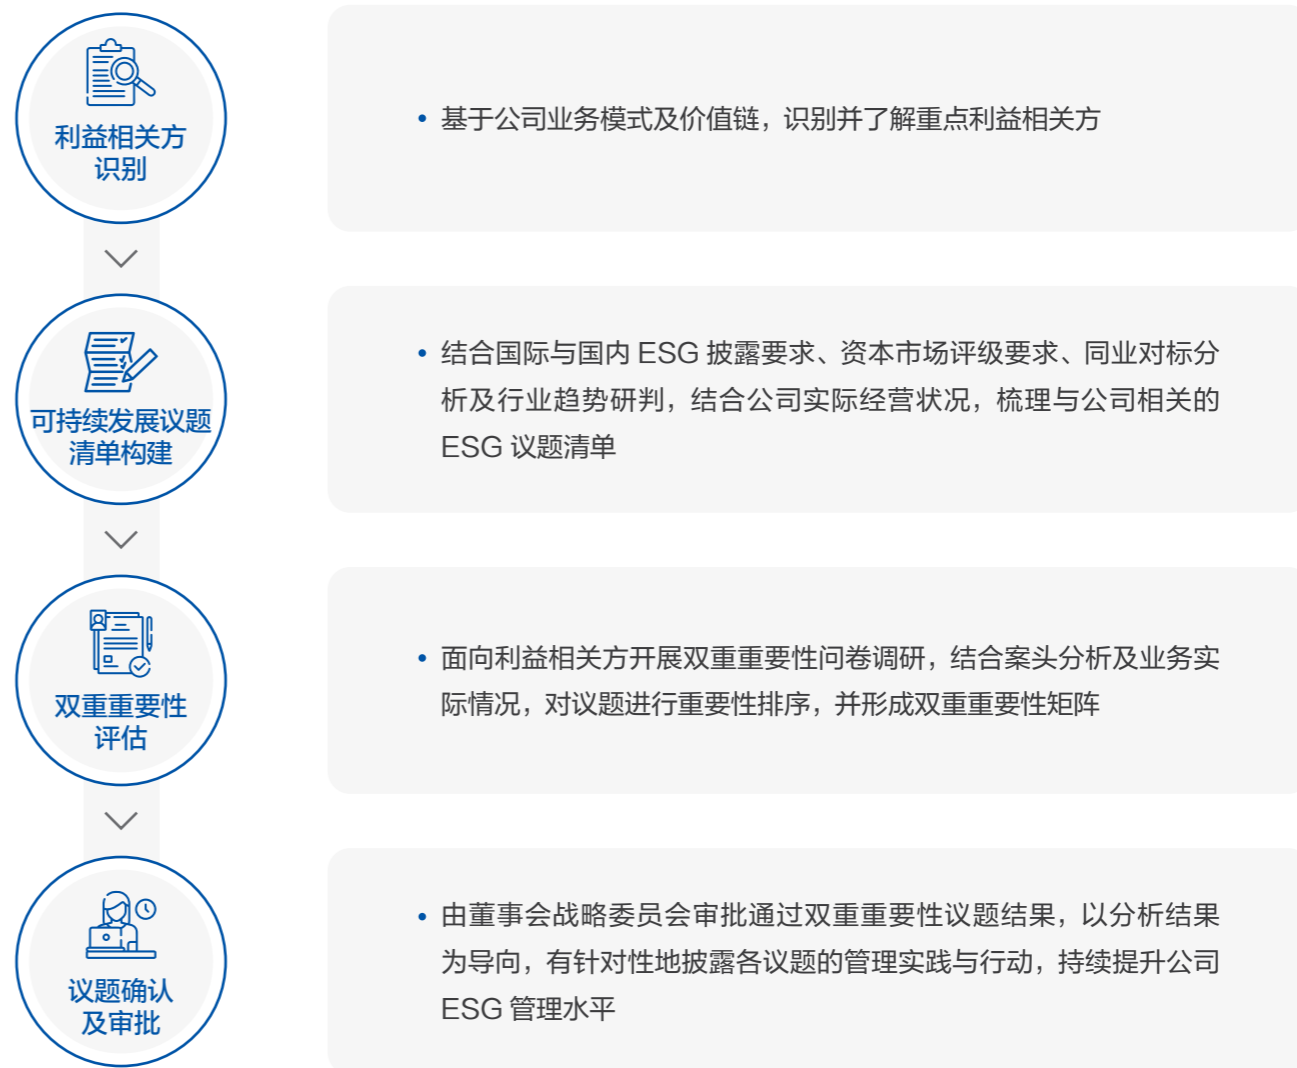 利益相关方
识别
• 基于公司业务模式及价值链，识别并了解重点利益相关方
可持续发展议题
清单构建
• 结合国际与国内 ESG 披露要求、资本市场评级要求、同业对标分
析及行业趋势研判，结合公司实际经营状况，梳理与公司相关的
ESG 议题清单
双重重要性
评估
• 面向利益相关方开展双重重要性问卷调研，结合案头分析及业务实
际情况，对议题进行重要性排序，并形成双重重要性矩阵
议题确认
及审批
• 由董事会战略委员会审批通过双重重要性议题结果，以分析结果
为导向，有针对性地披露各议题的管理实践与行动，持续提升公司
ESG 管理水平